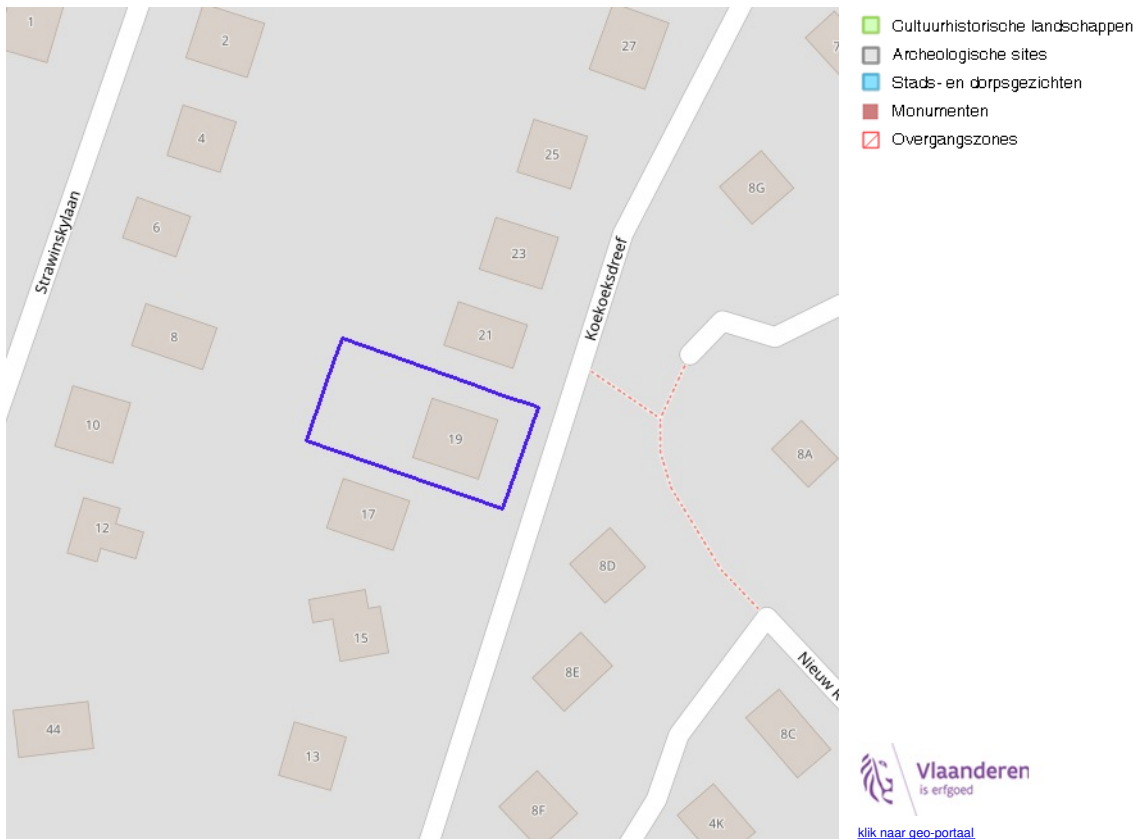 1
2
27
4
25
8G
6
23
Strawinskylaan
Koekoeksdreef
21
8
10
19
8A
17
12
8D
15
8E
Nieuw
44
13
8C
8F
4K
Cultuurhistorische landschappen
Archeologische sites
Stads- en dorpsgezichten
Monumenten
Overgangszones
Vlaanderen
is erfgoed
klik naar geo-portaal